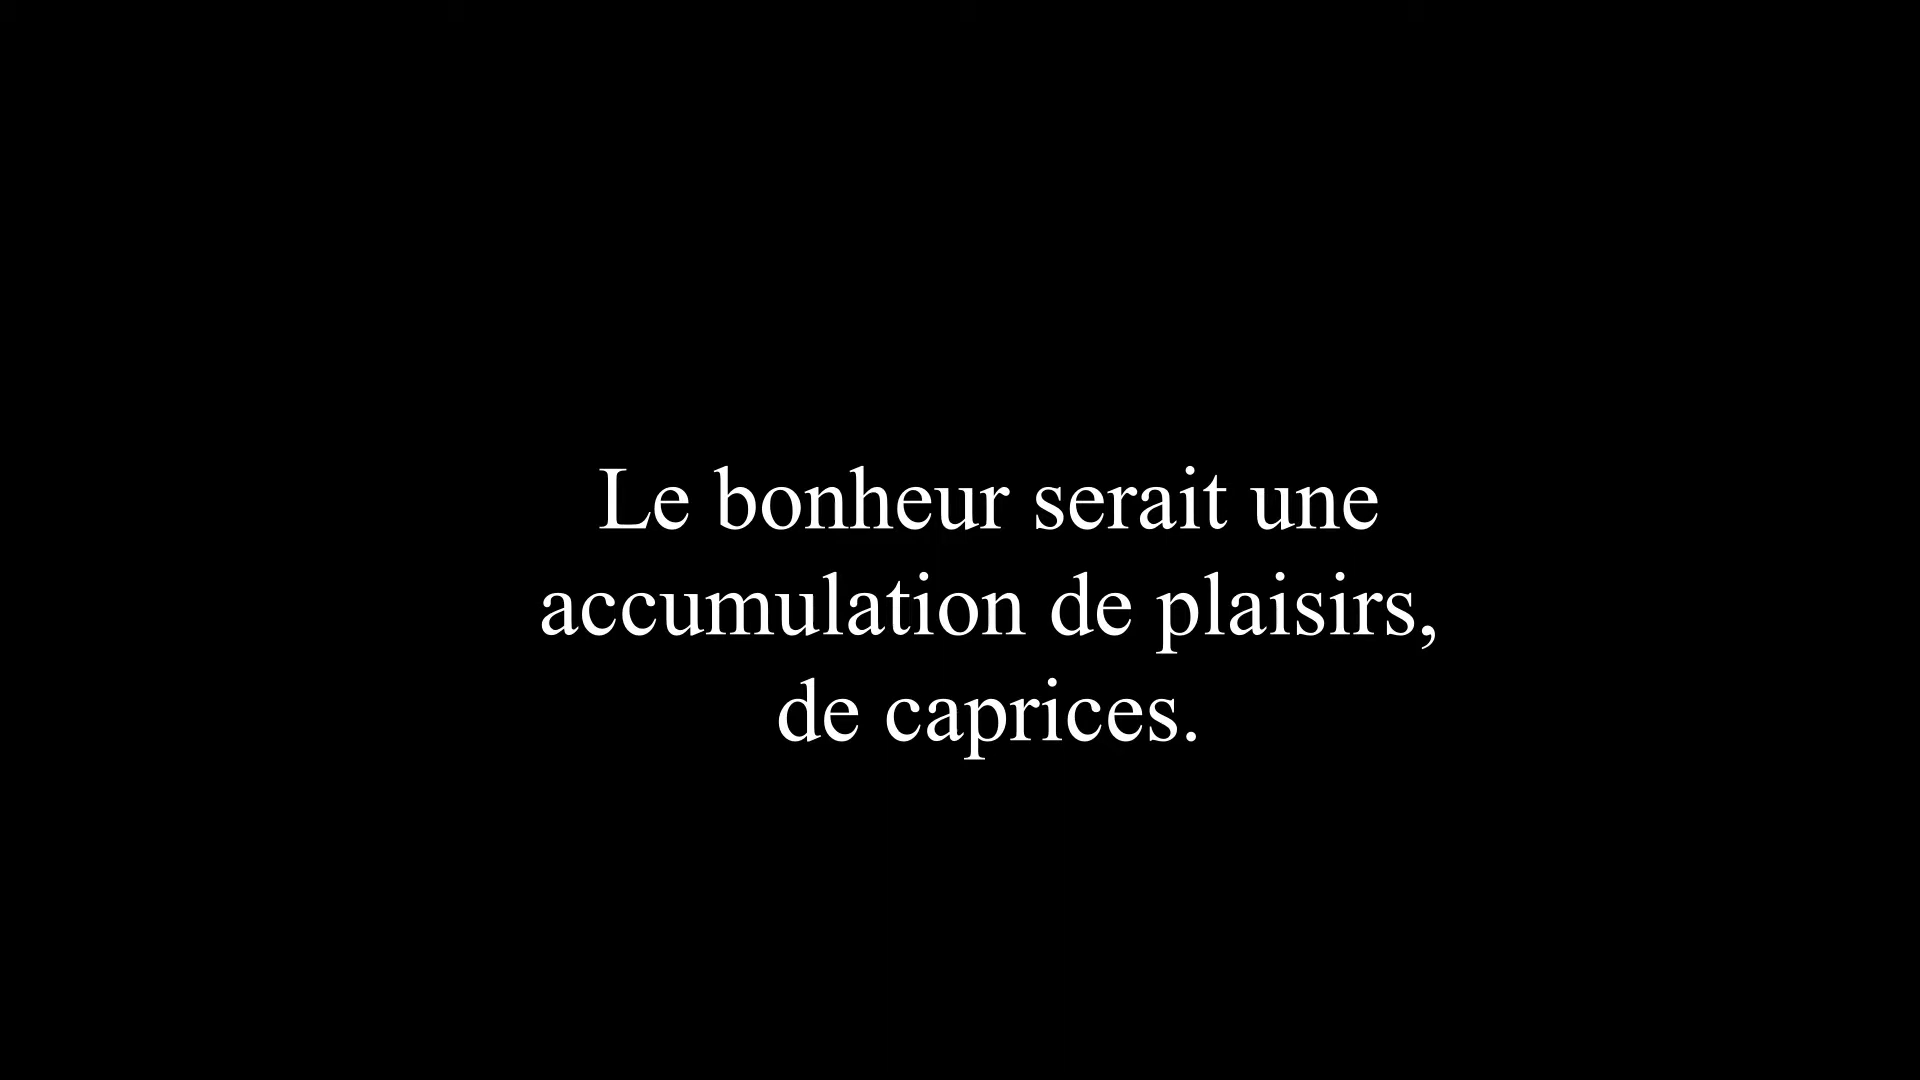 Le bonheur serait une
accumulation de plaisirs,
de caprices.